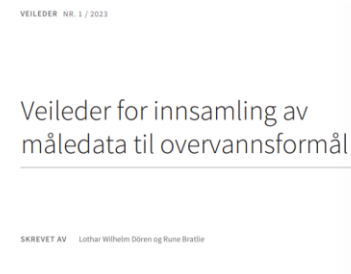 VEILEDER NR. 1 / 2023
Veileder for innsamling av
måledata til overvannsformål
SKREVET AV Lothar Wilhelm Dören og Rune Bratlie